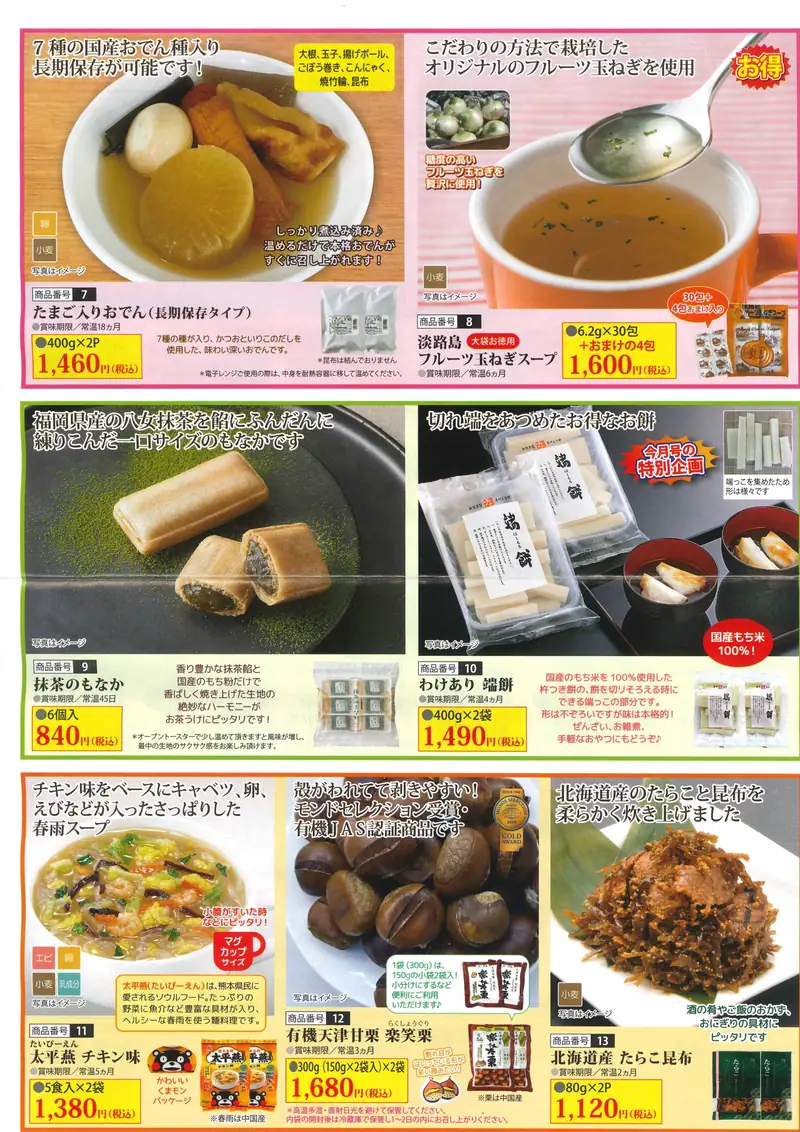 7種の国産おでん種入り
長期保存が可能です！
大根、玉子、揚げボール、
ごぼう巻き、こんにゃく、
焼竹輪、昆布
しっかり煮込み済み♪
温めるだけで本格おでんが
すぐに召し上がれます！
卵
小麦
写真はイメージ
商品番号 7
たまご入りおでん（長期保存タイプ）
●賞味期限／常温18ヵ月
●400g×2P
1,460円（税込）
7種の種が入り、かつおといりこのだしを
使用した、味わい深いおでんです。
＊昆布は結んでおりません
＊電子レンジご使用の際は、中身を耐熱容器に移して温めてください。
こだわりの方法で栽培した
オリジナルのフルーツ玉ねぎを使用
お得
糖度の高い
フルーツ玉ねぎを
贅沢に使用！
小麦
写真はイメージ
商品番号 8
淡路島 大袋お徳用
フルーツ玉ねぎスープ
●賞味期限／常温6ヵ月
30包＋
4包おまけ入り
●6.2g×30包
＋おまけの4包
1,600円（税込）
福岡県産の八女抹茶を餡にふんだんに
練りこんだ一口サイズのもなかです
写真はイメージ
商品番号 9
抹茶のもなか
●賞味期限／常温45日
●6個入
840円（税込）
香り豊かな抹茶餡と
国産のもち粉だけで
香ばしく焼き上げた生地の
絶妙なハーモニーが
お茶うけにピッタリです！
＊オーブントースターで少し温めて頂きますと風味が増し、
最中の生地のサクサク感をお楽しみ頂けます。
切れ端をあつめたお得なお餅
今月号の
特別企画
端っこを集めたため
形は様々です
端餅
はしもち
端餅
写真はイメージ
国産もち米
100％！
商品番号 10
わけあり 端餅
●賞味期限／常温4ヵ月
●400g×2袋
1,490円（税込）
国産のもち米を100％使用した
杵つき餅の、餅を切りそろえる時に
できる端っこの部分です。
形は不ぞろいですが味は本格的！
ぜんざい、お雑煮、
手軽なおやつにもどうぞ♪
チキン味をベースにキャベツ、卵、
えびなどが入ったさっぱりした
春雨スープ
小腹がすいた時
などにピッタリ！
マグ
カップ
サイズ
エビ
卵
小麦
乳成分
写真はイメージ
太平燕（たいぴーえん）は、熊本県民に
愛されるソウルフード。たっぷりの
野菜に魚介など豊富な具材が入り、
ヘルシーな春雨を使う麺料理です。
商品番号 11
たいぴーえん
太平燕 チキン味
●賞味期限／常温2ヵ月
●5食入×2袋
1,380円（税込）
かわいい
くまモン
パッケージ
太平燕
※春雨は中国産
殻がわれてて剥きやすい！
モンドセレクション受賞・
有機JAS認証商品です
GOLD
AWARD
写真はイメージ
1袋（300g）は、
150gの小袋2袋入！
小分けにするなど
便利にご利用
いただけます♪
楽笑栗
商品番号 12
らくしょうぐり
有機天津甘栗 楽笑栗
●賞味期限／常温3ヵ月
●300g（150g×2袋入）×2袋
1,680円（税込）
楽笑栗
※栗は中国産
＊高温多湿・直射日光を避けて保管してください。
内袋の開封後は冷蔵庫で保管し1〜2日の内にお召し上がりください。
北海道産のたらこと昆布を
柔らかく炊き上げました
小麦
写真はイメージ
酒の肴やご飯のおかず、
おにぎりの具材に
ピッタリです
商品番号 13
北海道産 たらこ昆布
●賞味期限／常温2ヵ月
●80g×2P
1,120円（税込）